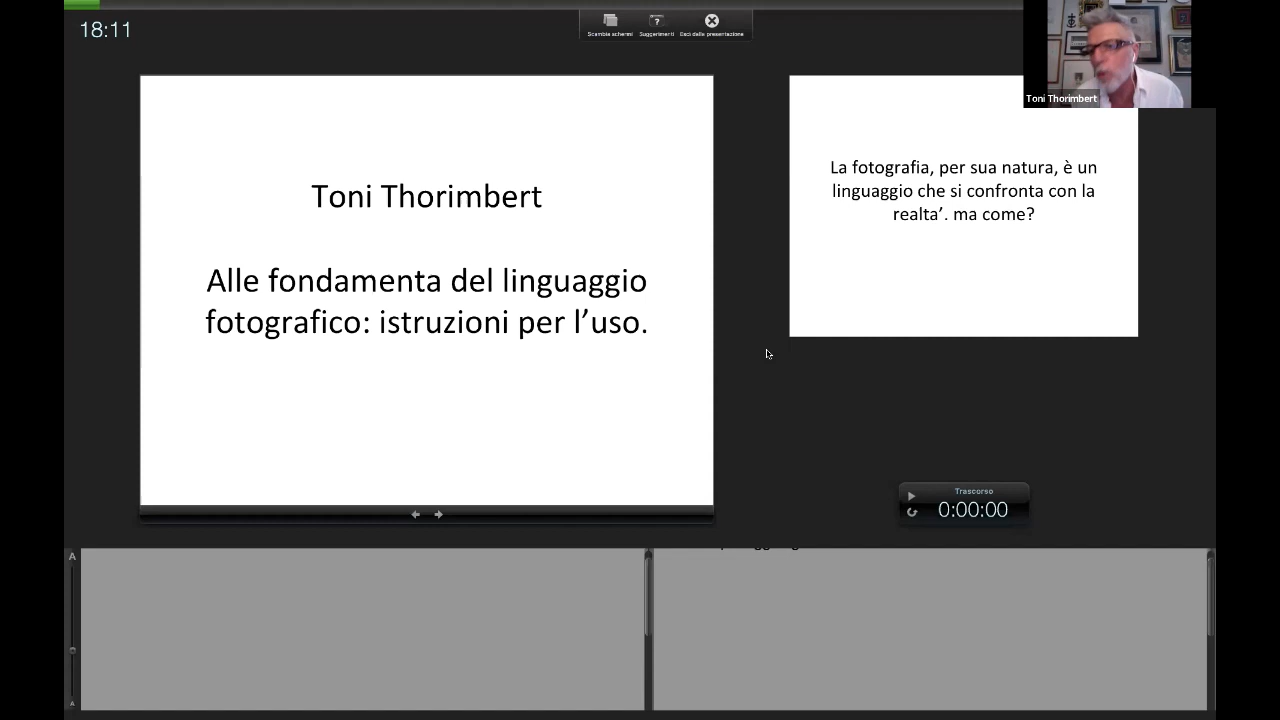 18:11
Scambia schermi
Suggerimenti
Esci dalle presentazione
Toni Thorimbert
Toni Thorimbert
Alle fondamenta del linguaggio
fotografico: istruzioni per l’uso.
La fotografia, per sua natura, è un
linguaggio che si confronta con la
realta’. ma come?
Trascorso
0:00:00
A
A